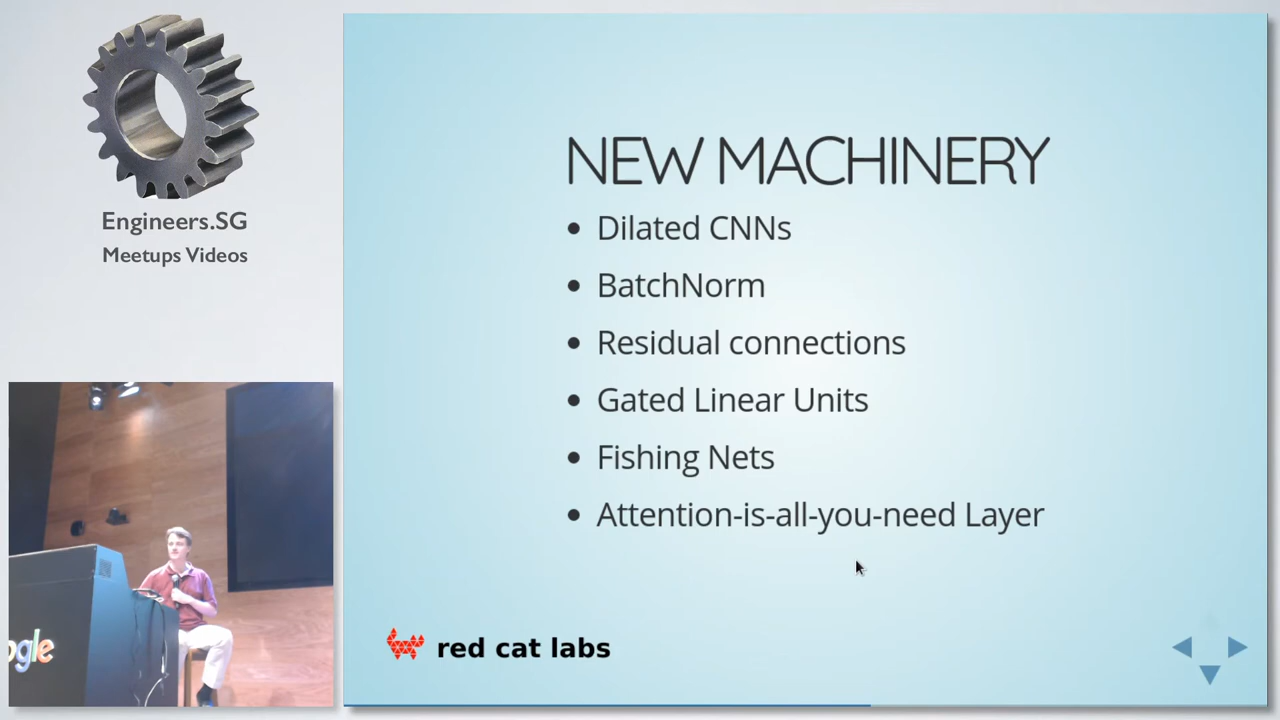 Engineers.SG
Meetups Videos
NEW MACHINERY
• Dilated CNNs
• BatchNorm
• Residual connections
• Gated Linear Units
• Fishing Nets
• Attention-is-all-you-need Layer
red cat labs
ogle